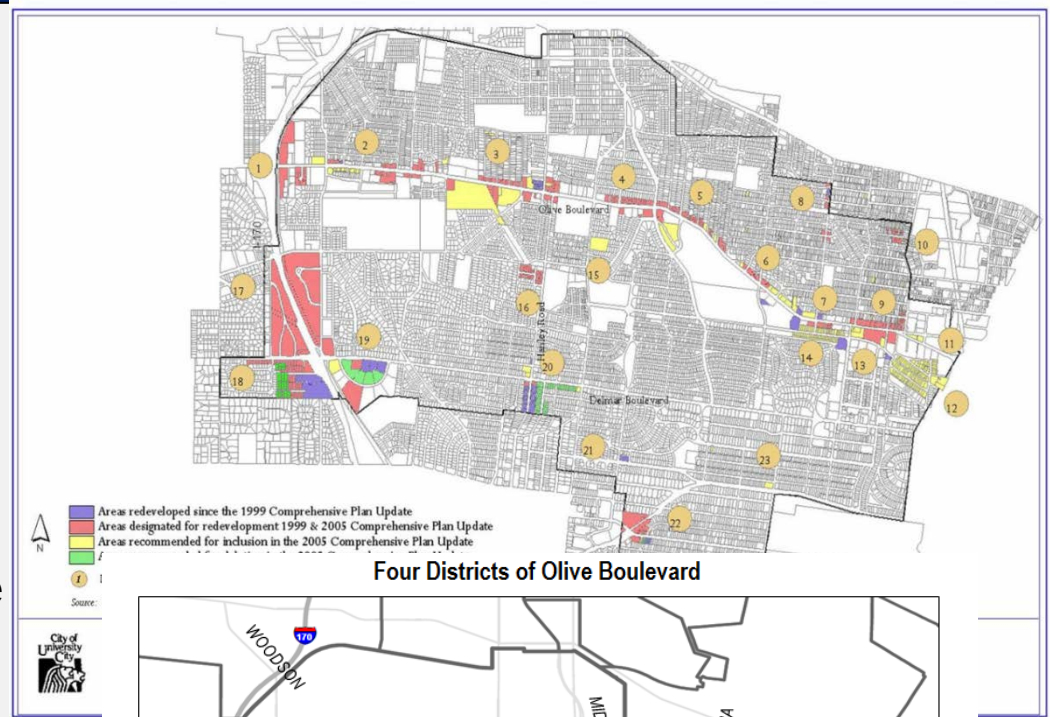 1
2
3
4
5
6
7
8
9
10
11
12
13
14
15
16
17
18
19
20
21
22
23
I-170
Olive Boulevard
Hanley Road
Delmar Boulevard
Areas redeveloped since the 1999 Comprehensive Plan Update
Areas designated for redevelopment 1999 & 2005 Comprehensive Plan Update
Areas recommended for inclusion in the 2005 Comprehensive Plan Update
1
N
Source:
City of
University
City
Four Districts of Olive Boulevard
170
WOODSON